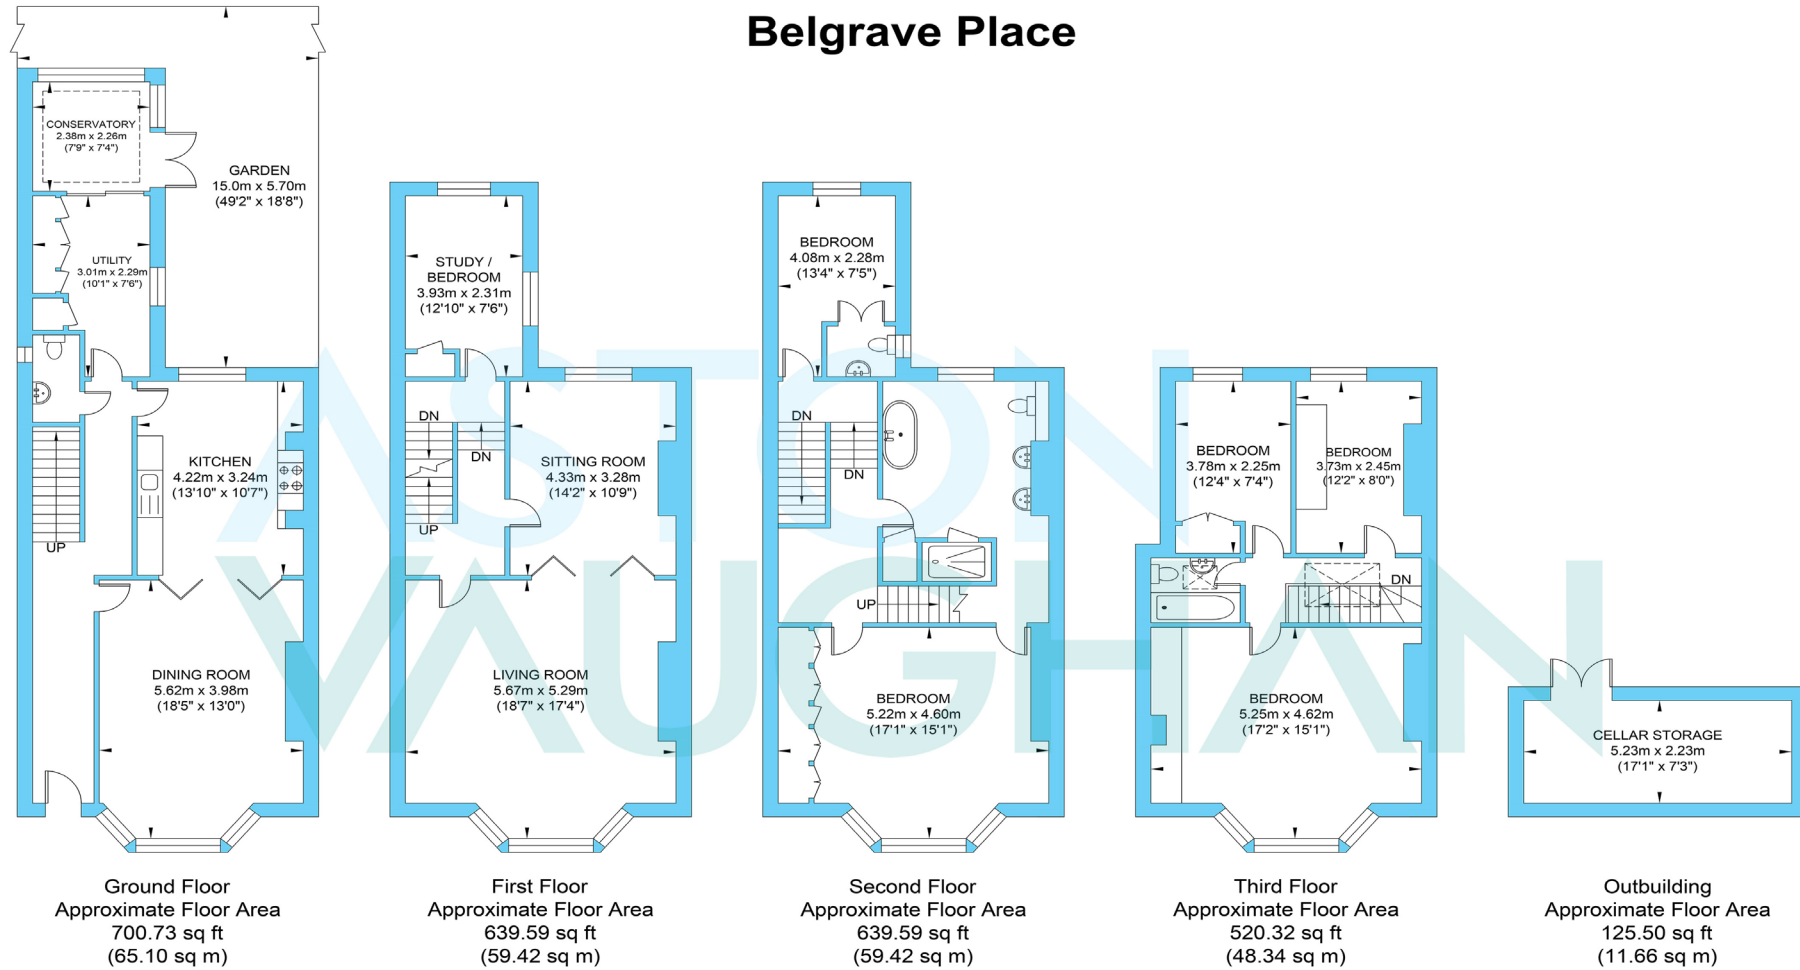 Belgrave Place
CONSERVATORY
2.38m x 2.26m
(7'9" x 7'4")
GARDEN
15.0m x 5.70m
(49'2" x 18'8")
UTILITY
3.01m x 2.29m
(10'1" x 7'6")
KITCHEN
4.22m x 3.24m
(13'10" x 10'7")
UP
DINING ROOM
5.62m x 3.98m
(18'5" x 13'0")
Ground Floor
Approximate Floor Area
700.73 sq ft
(65.10 sq m)
STUDY /
BEDROOM
3.93m x 2.31m
(12'10" x 7'6")
DN
DN
UP
SITTING ROOM
4.33m x 3.28m
(14'2" x 10'9")
LIVING ROOM
5.67m x 5.29m
(18'7" x 17'4")
First Floor
Approximate Floor Area
639.59 sq ft
(59.42 sq m)
BEDROOM
4.08m x 2.28m
(13'4" x 7'5")
DN
DN
UP
BEDROOM
5.22m x 4.60m
(17'1" x 15'1")
Second Floor
Approximate Floor Area
639.59 sq ft
(59.42 sq m)
BEDROOM
3.78m x 2.25m
(12'4" x 7'4")
BEDROOM
3.73m x 2.45m
(12'2" x 8'0")
DN
BEDROOM
5.25m x 4.62m
(17'2" x 15'1")
Third Floor
Approximate Floor Area
520.32 sq ft
(48.34 sq m)
CELLAR STORAGE
5.23m x 2.23m
(17'1" x 7'3")
Outbuilding
Approximate Floor Area
125.50 sq ft
(11.66 sq m)
ASTON
VAUGHAN